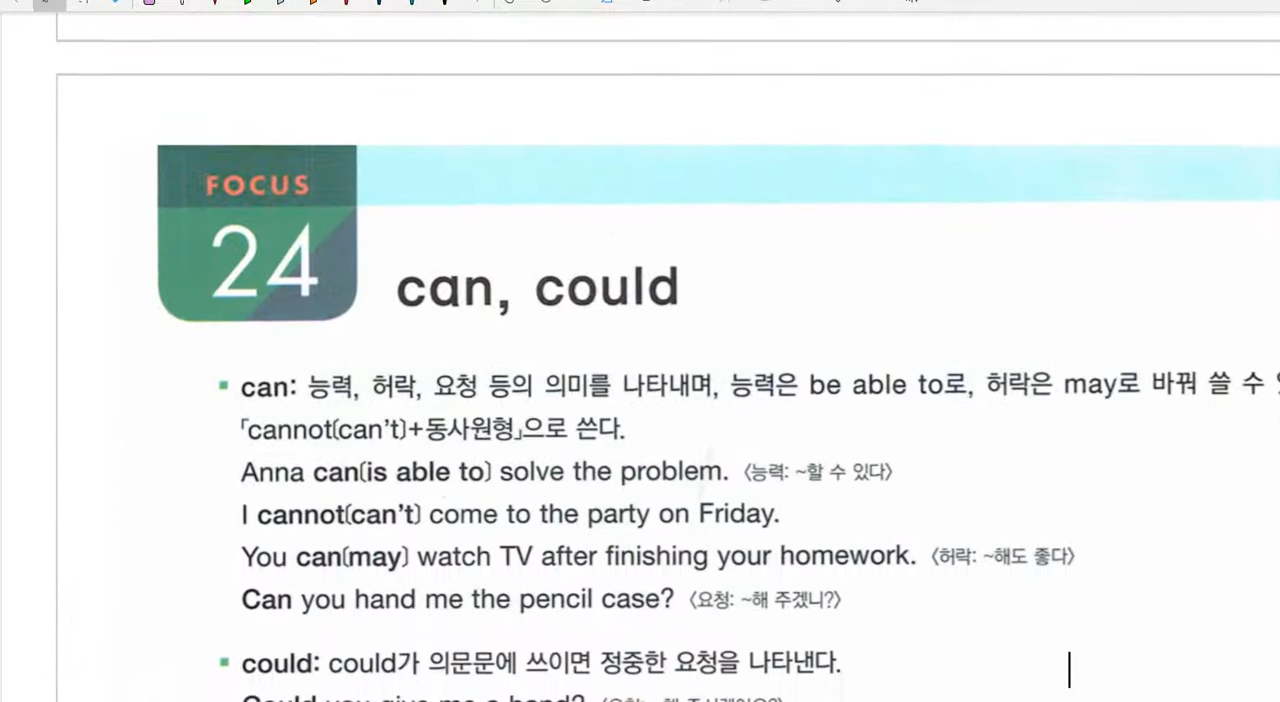 FOCUS
24
can, could
can: 능력, 허락, 요청 등의 의미를 나타내며, 능력은 be able to로, 허락은 may로 바꿔 쓸 수
「cannot(can't)+동사원형」으로 쓴다.
Anna can(is able to) solve the problem. 〈능력: ~할 수 있다〉
I cannot(can't) come to the party on Friday.
You can(may) watch TV after finishing your homework. 〈허락: ~해도 좋다〉
Can you hand me the pencil case? 〈요청: ~해 주겠니?〉
could: could가 의문문에 쓰이면 정중한 요청을 나타낸다.
Could you give me a hand?